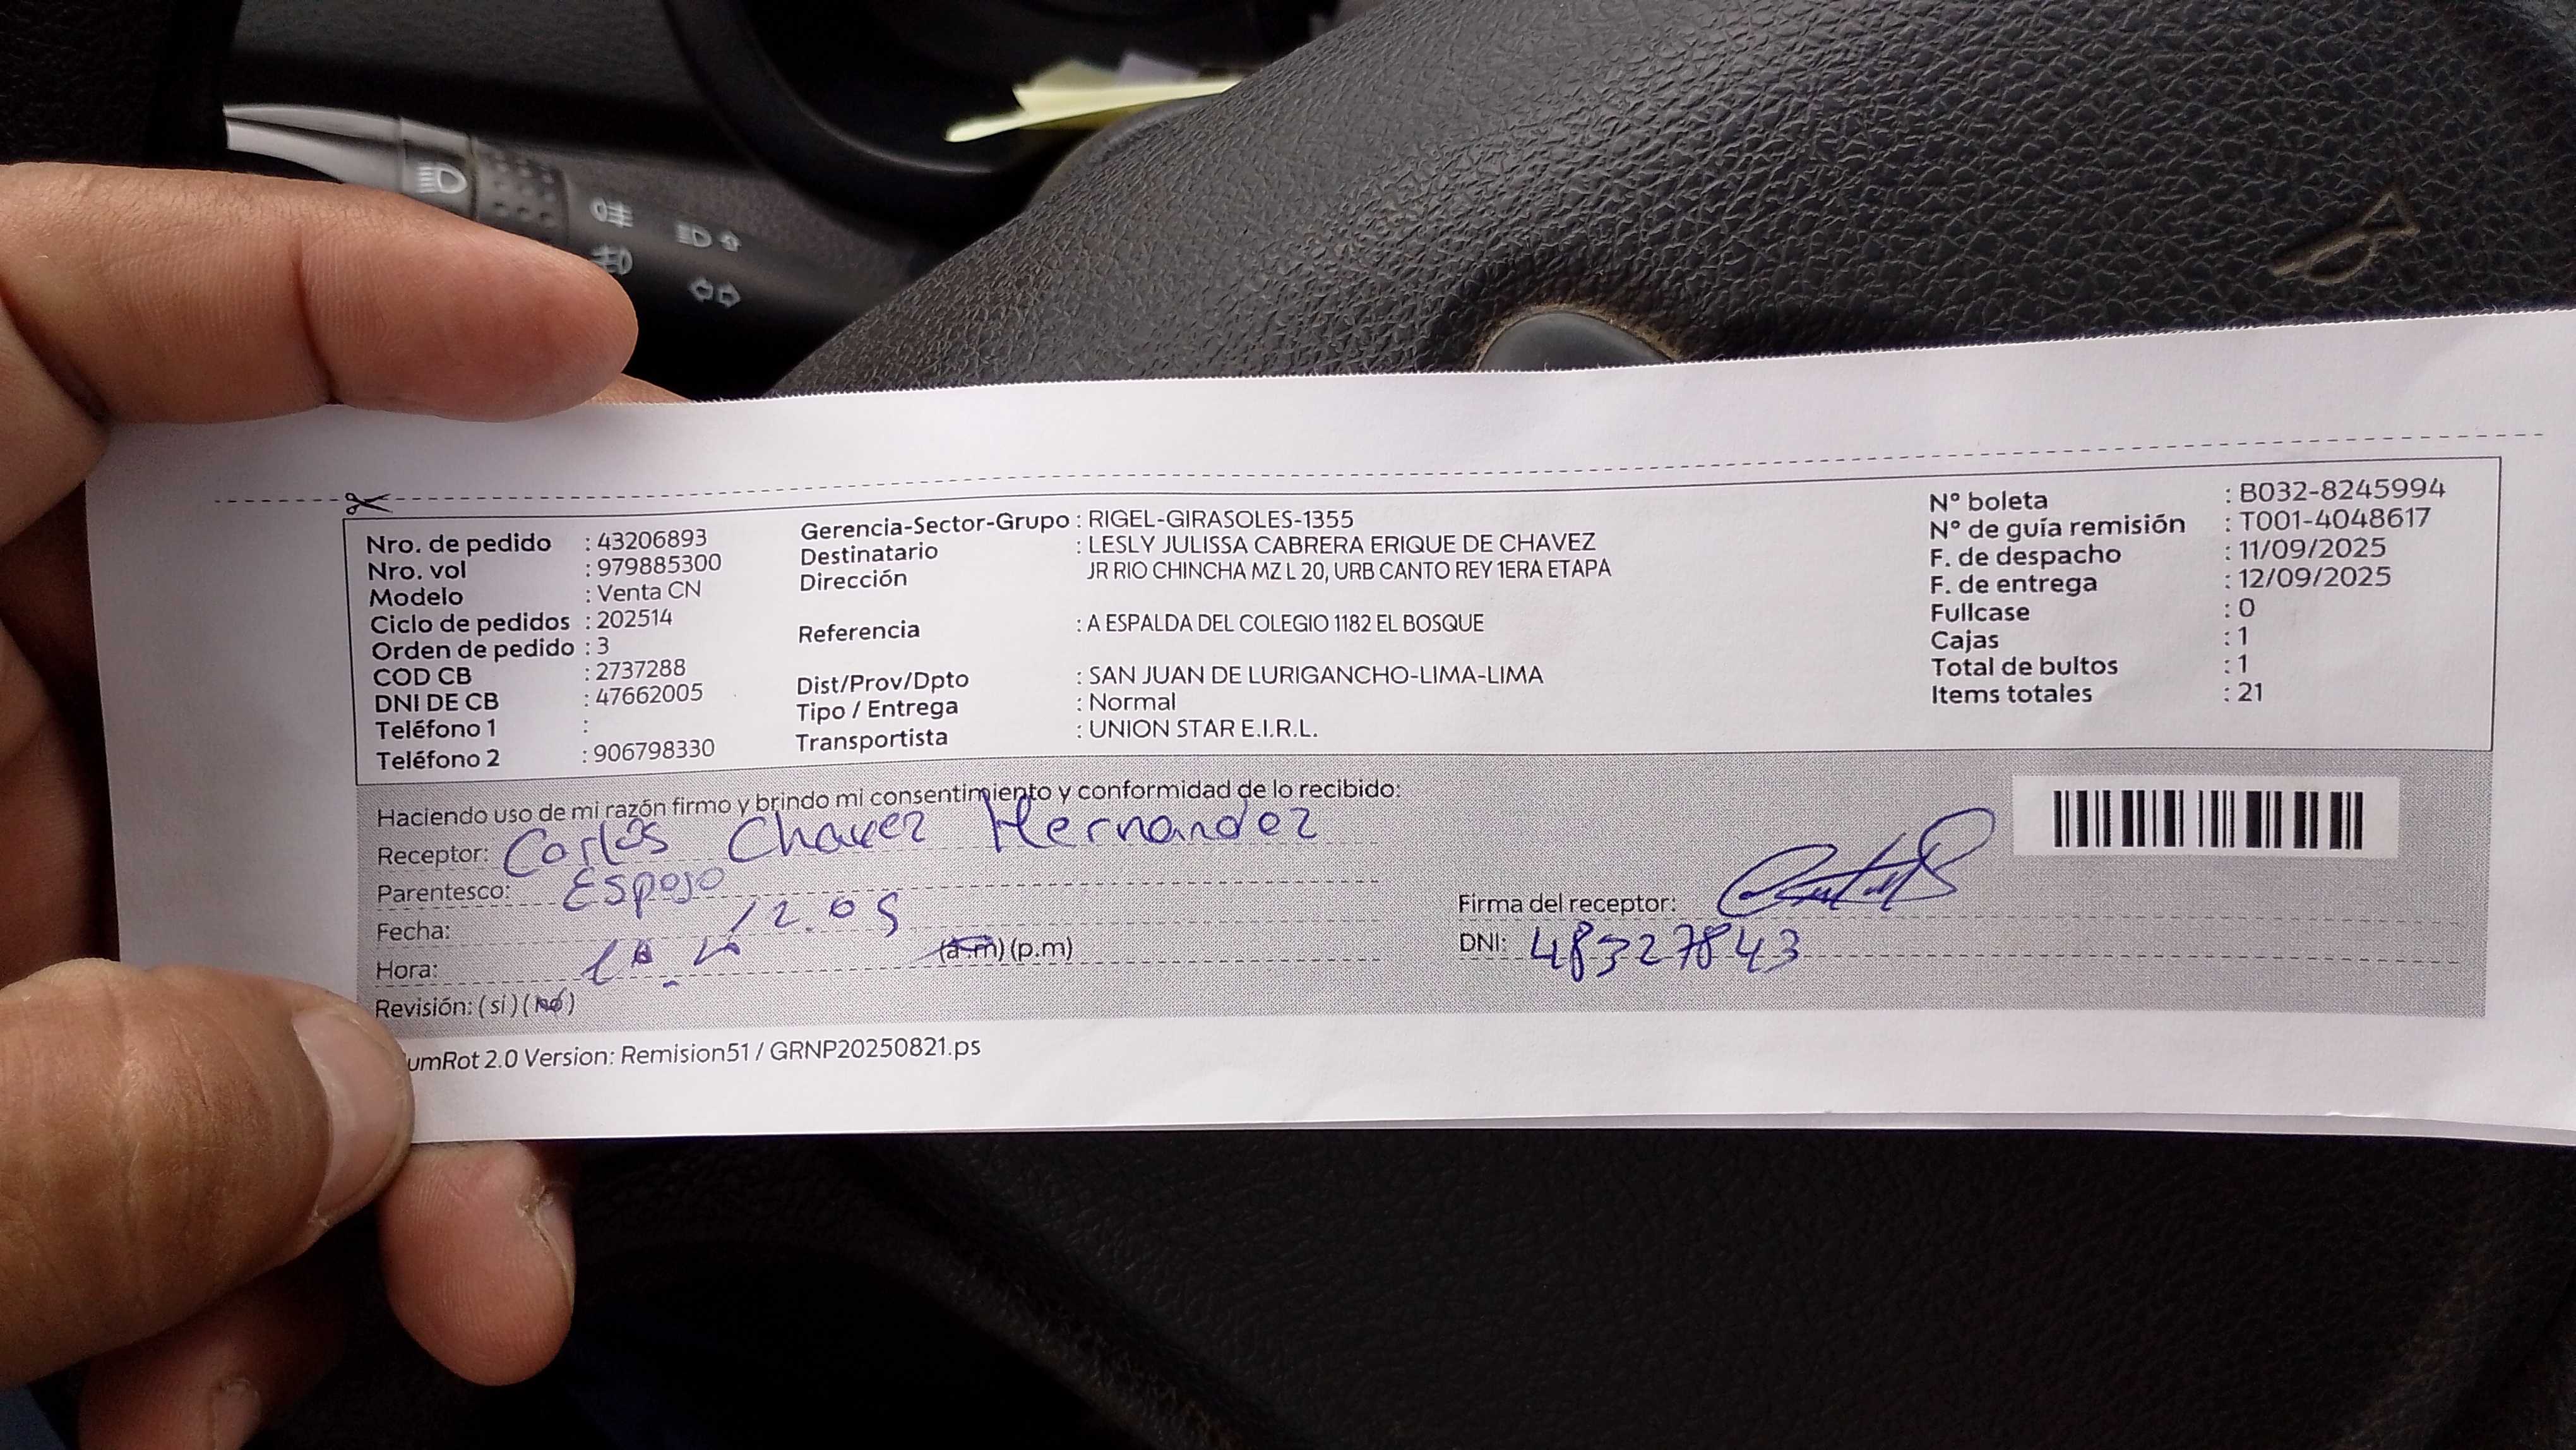 Nro. de pedido : 43206893
Nro. vol : 979885300
Modelo : Venta CN
Ciclo de pedidos : 202514
Orden de pedido : 3
COD CB : 2737288
DNI DE CB : 47662005
Teléfono 1 :
Teléfono 2 : 906798330
Gerencia-Sector-Grupo : RIGEL-GIRASOLES-1355
Destinatario : LESLY JULISSA CABRERA ERIQUE DE CHAVEZ
Dirección JR RIO CHINCHA MZ L 20, URB CANTO REY 1ERA ETAPA
Referencia : A ESPALDA DEL COLEGIO 1182 EL BOSQUE
Dist/Prov/Dpto : SAN JUAN DE LURIGANCHO-LIMA-LIMA
Tipo / Entrega : Normal
Transportista : UNION STAR E.I.R.L.
N° boleta : B032-8245994
N° de guía remisión : T001-4048617
F. de despacho : 11/09/2025
F. de entrega : 12/09/2025
Fullcase : 0
Cajas : 1
Total de bultos : 1
Items totales : 21
Haciendo uso de mi razón firmo y brindo mi consentimiento y conformidad de lo recibido:
Receptor: Carlos Chavez Hernandez
Parentesco: Esposo
Fecha: 12.09
Hora: (a.m) (p.m)
Revisión: (si) (no)
Firma del receptor:
DNI: 48327843
umRot 2.0 Version: Remision51 / GRNP20250821.ps